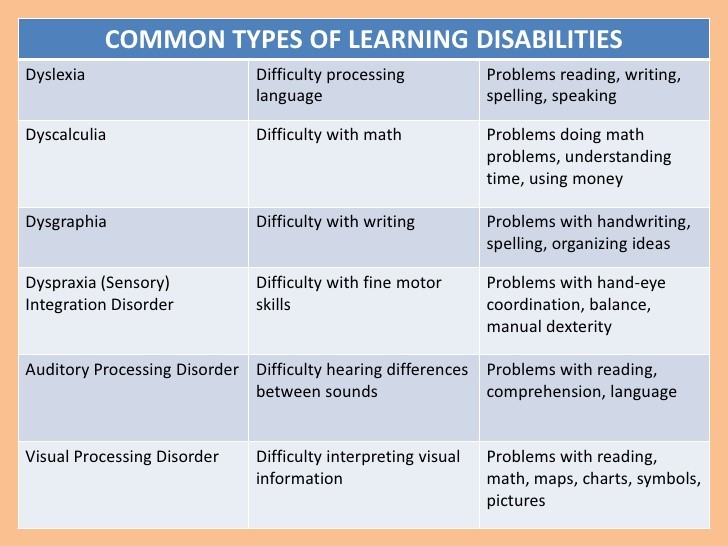 COMMON TYPES OF LEARNING DISABILITIES
Dyslexia
Difficulty processing
language
Problems reading, writing,
spelling, speaking
Dyscalculia
Difficulty with math
Problems doing math
problems, understanding
time, using money
Dysgraphia
Difficulty with writing
Problems with handwriting,
spelling, organizing ideas
Dyspraxia (Sensory)
Integration Disorder
Difficulty with fine motor
skills
Problems with hand-eye
coordination, balance,
manual dexterity
Auditory Processing Disorder
Difficulty hearing differences
between sounds
Problems with reading,
comprehension, language
Visual Processing Disorder
Difficulty interpreting visual
information
Problems with reading,
math, maps, charts, symbols,
pictures